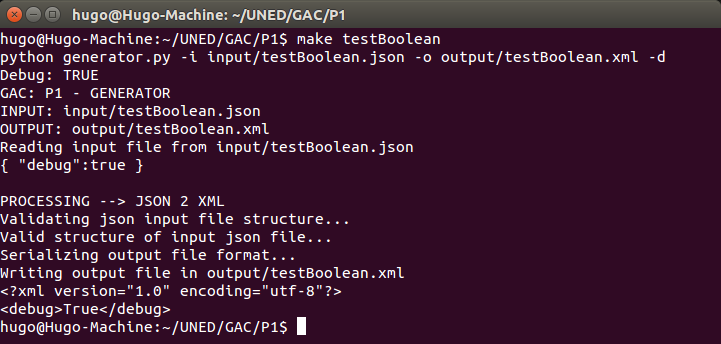 hugo@Hugo-Machine: ~/UNED/GAC/P1
hugo@Hugo-Machine:~/UNED/GAC/P1$ make testBoolean
python generator.py -i input/testBoolean.json -o output/testBoolean.xml -d
Debug: TRUE
GAC: P1 - GENERATOR
INPUT: input/testBoolean.json
OUTPUT: output/testBoolean.xml
Reading input file from input/testBoolean.json
{ "debug":true }

PROCESSING --> JSON 2 XML
Validating json input file structure...
Valid structure of input json file...
Serializing output file format...
Writing output file in output/testBoolean.xml
<?xml version="1.0" encoding="utf-8"?>
<debug>True</debug>
hugo@Hugo-Machine:~/UNED/GAC/P1$